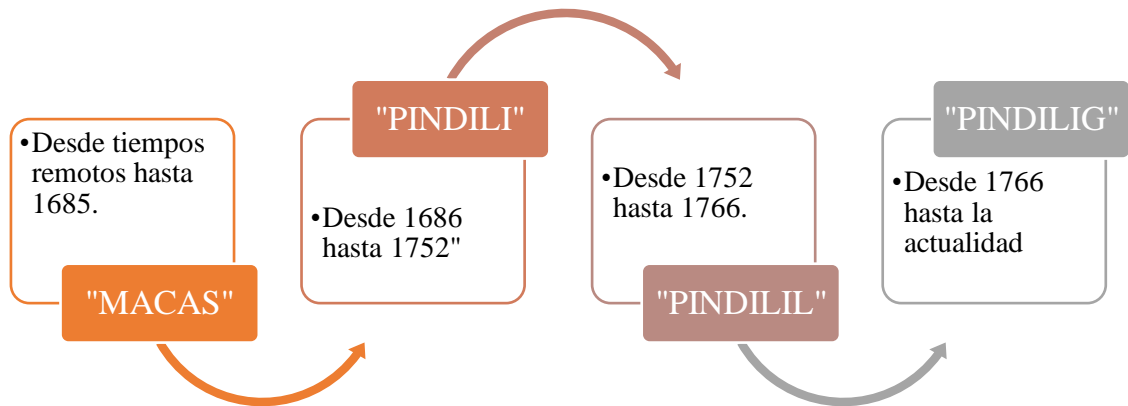 •Desde tiempos
remotos hasta
1685.
"MACAS"
"PINDILI"
•Desde 1686
hasta 1752"
•Desde 1752
hasta 1766.
"PINDILIL"
"PINDILIG"
•Desde 1766
hasta la
actualidad